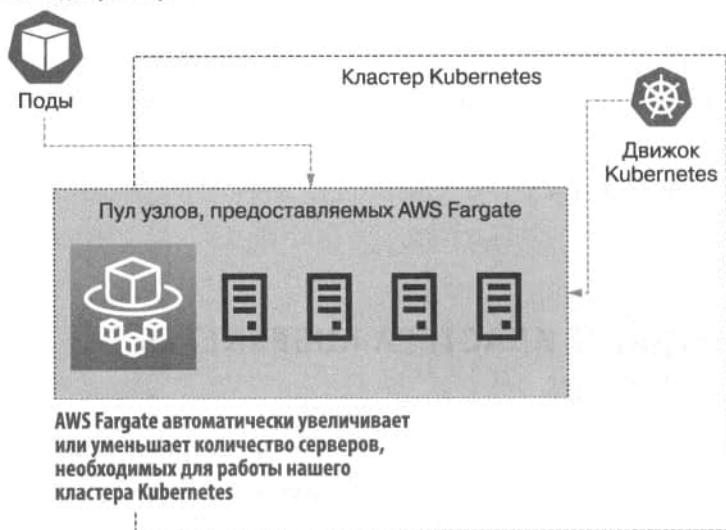 Поды
Кластер Kubernetes
Движок
Kubernetes
Пул узлов, предоставляемых AWS Fargate
AWS Fargate автоматически увеличивает
или уменьшает количество серверов,
необходимых для работы нашего
кластера Kubernetes